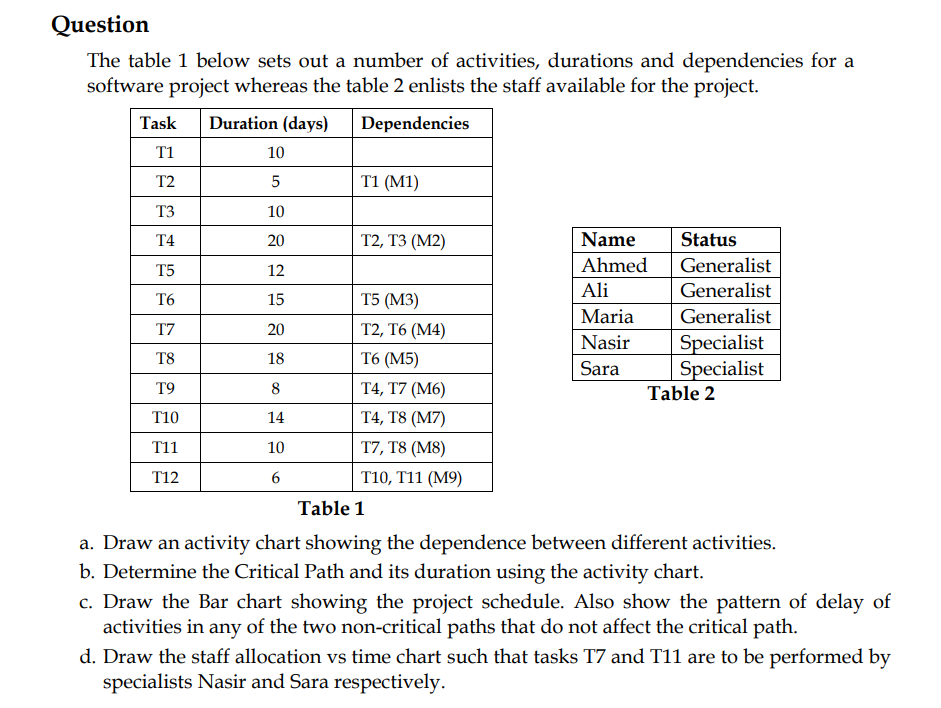 Question
The table 1 below sets out a number of activities, durations and dependencies for a
software project whereas the table 2 enlists the staff available for the project.
Task Duration (days) Dependencies
T1 10
T2 5 T1 (M1)
T3 10
T4 20 T2, T3 (M2)
T5 12
T6 15 T5 (M3)
T7 20 T2, T6 (M4)
T8 18 T6 (M5)
T9 8 T4, T7 (M6)
T10 14 T4, T8 (M7)
T11 10 T7, T8 (M8)
T12 6 T10, T11 (M9)
Table 1
Name Status
Ahmed Generalist
Ali Generalist
Maria Generalist
Nasir Specialist
Sara Specialist
Table 2
a. Draw an activity chart showing the dependence between different activities.
b. Determine the Critical Path and its duration using the activity chart.
c. Draw the Bar chart showing the project schedule. Also show the pattern of delay of
activities in any of the two non-critical paths that do not affect the critical path.
d. Draw the staff allocation vs time chart such that tasks T7 and T11 are to be performed by
specialists Nasir and Sara respectively.